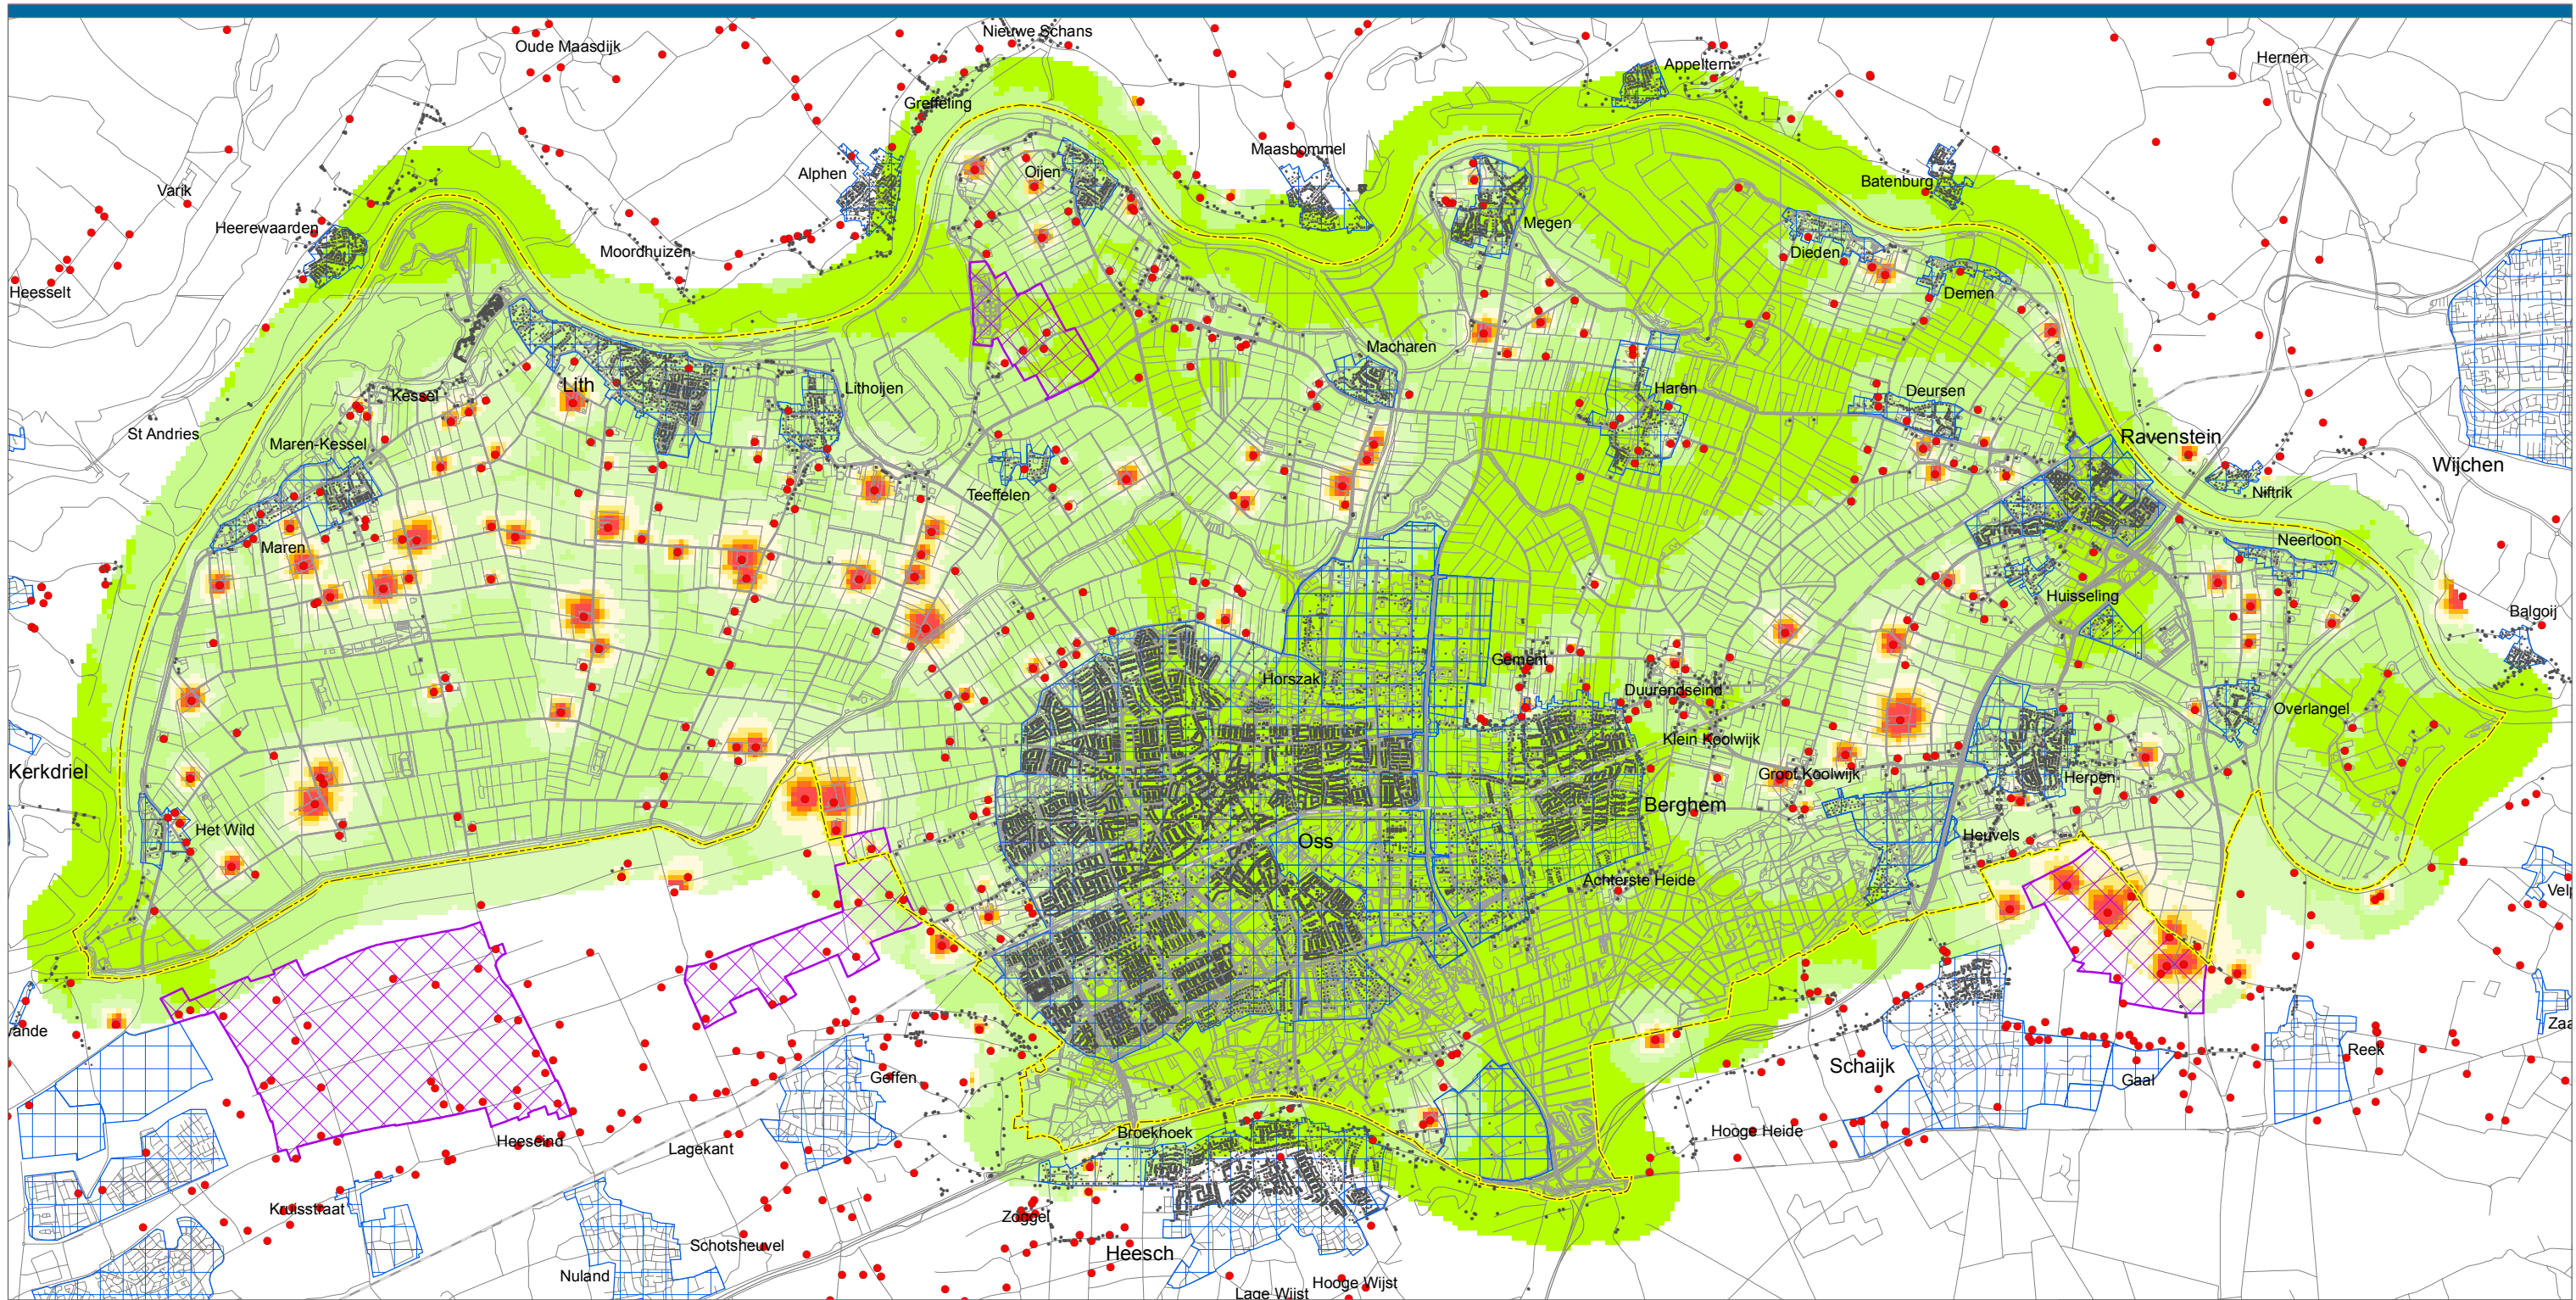 Oude Maasdijk
Nieuwe Schans
Appeltern
Hernen
Greffeling
Maasbommel
Alphen
Oijen
Batenburg
Varik
Heerewaarden
Megen
Moordhuizen
Dieden
Heesselt
Demen
Macharen
Lith
Kessel
Lithoijen
Haren
Deursen
St Andries
Maren-Kessel
Ravenstein
Wijchen
Teeffelen
Niftrik
Maren
Neerloon
Huisseling
Balgoij
Gement
Horszak
Duurendseind
Overlangel
Klein Koolwijk
Kerkdriel
Groot Koolwijk
Herpen
Berghem
Het Wild
Oss
Heuvels
Achterste Heide
Velp
vande
Zaa
Geffen
Schaijk
Reek
Gaal
Broekhoek
Hooge Heide
Heeseind
Lagekant
Kruisstraat
Zoggel
Schotsheuvel
Heesch
Nuland
Hooge Wijst
Lage Wijst